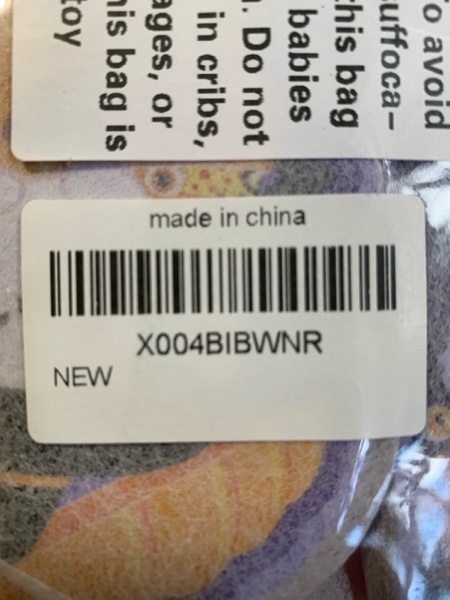 o avoid
uffoca-
this bag
babies
. Do not
in cribs,
ages, or
his bag is
toy
made in china
X004BIBWNR
NEW